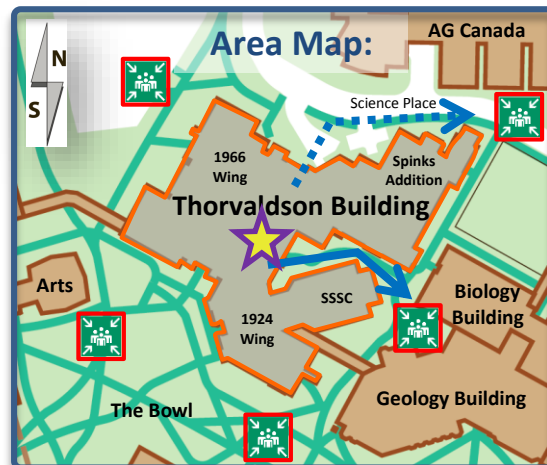 Area Map:
AG Canada
N
S
Science Place
1966
Wing
Spinks
Addition
Thorvaldson Building
Arts
SSSC
1924
Wing
Biology
Building
The Bowl
Geology Building